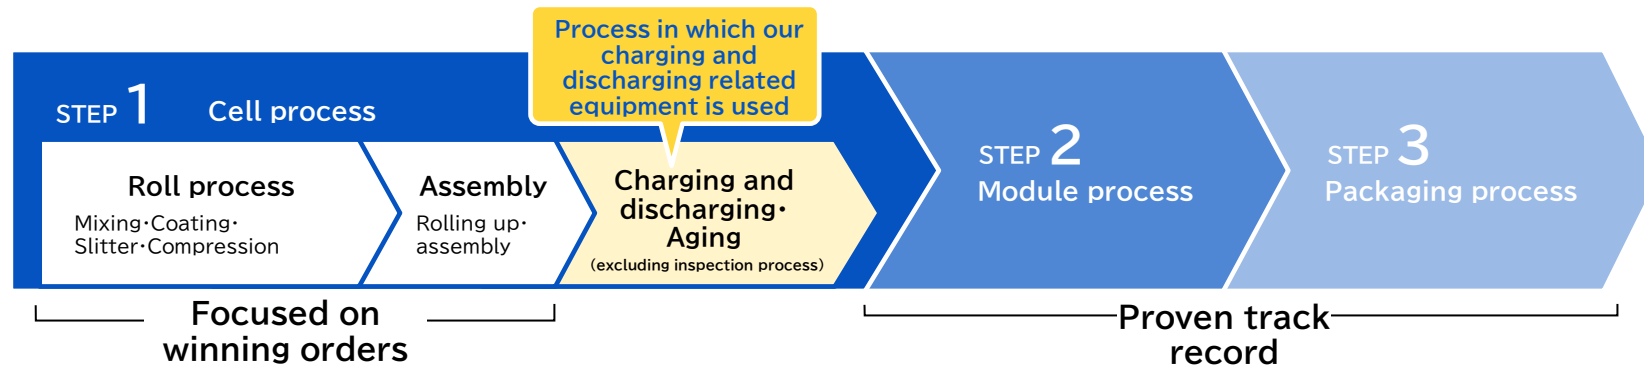 Process in which our
charging and
discharging related
equipment is used
STEP 1 Cell process
Roll process
Mixing・Coating・
Slitter・Compression
Assembly
Rolling up・
assembly
Charging and
discharging・
Aging
(excluding inspection process)
STEP 2
Module process
STEP 3
Packaging process
Focused on
winning orders
Proven track
record